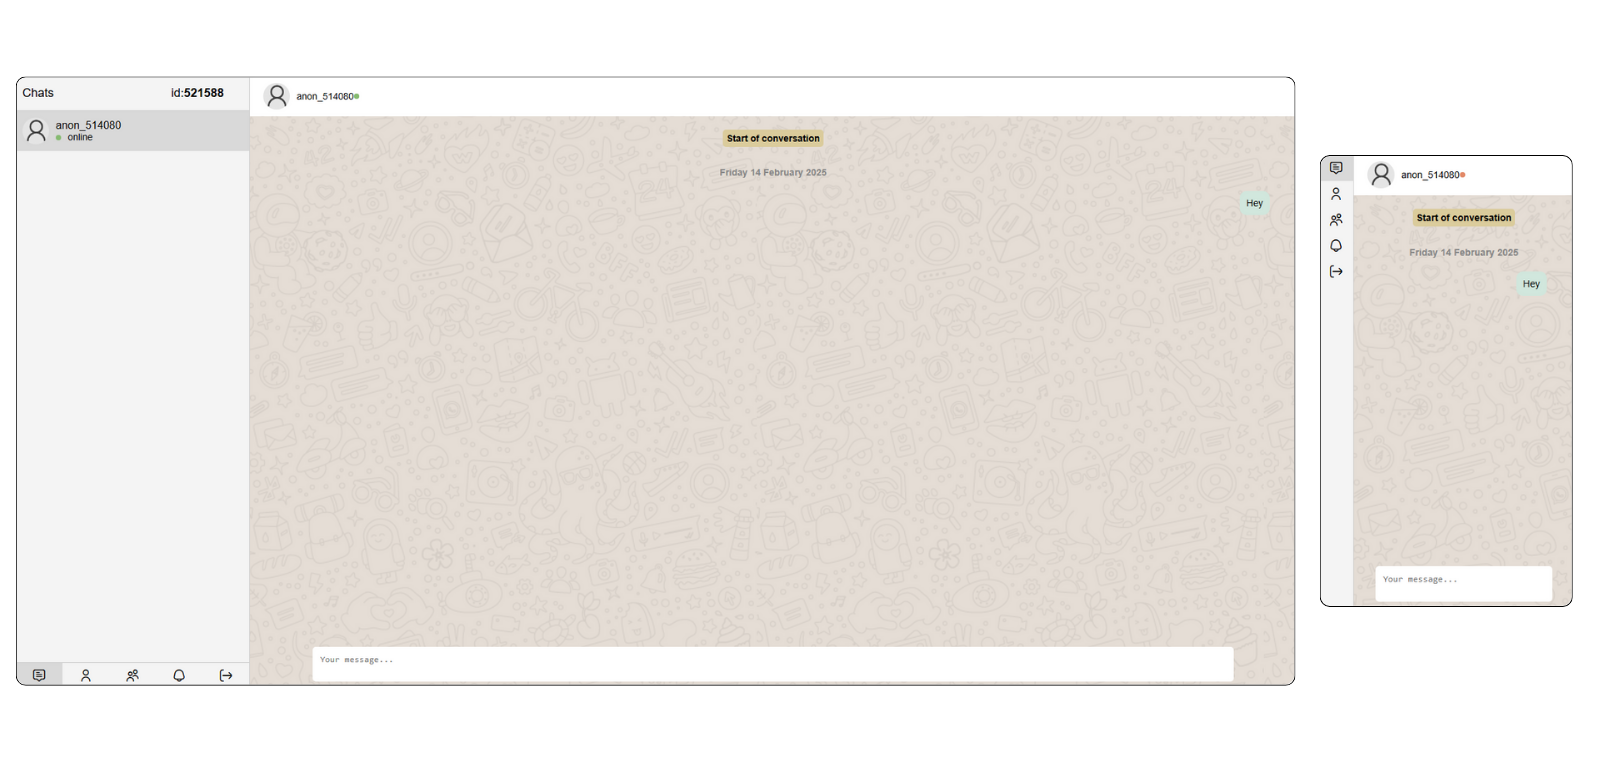 Chats
id:521588
anon_514080
online
anon_514080
Start of conversation
Friday 14 February 2025
Hey
Your message...
anon_514080
Start of conversation
Friday 14 February 2025
Hey
Your message...